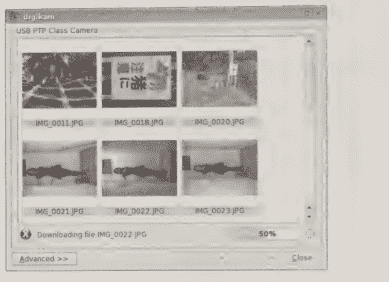 digikam
USB PTP Class Camera
IMG_0011.JPG
IMG_0018.JPG
IMG_0020.JPG
IMG_0021.JPG
IMG_0022.JPG
IMG_0023.JPG
Downloading file IMG_0022.JPG
50%
Advanced >>
Close